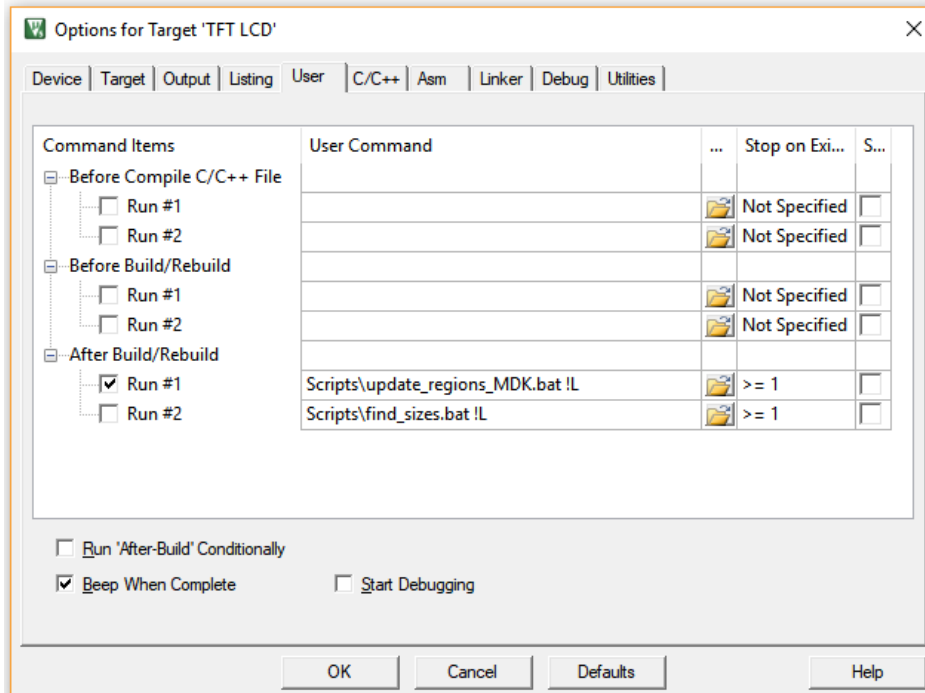 Options for Target 'TFT LCD'
Device Target Output Listing User C/C++ Asm Linker Debug Utilities
Command Items User Command ... Stop on Exi... S...
Before Compile C/C++ File
Run #1 Not Specified
Run #2 Not Specified
Before Build/Rebuild
Run #1 Not Specified
Run #2 Not Specified
After Build/Rebuild
Run #1 Scripts\update_regions_MDK.bat !L >= 1
Run #2 Scripts\find_sizes.bat !L >= 1
Run 'After-Build' Conditionally
Beep When Complete Start Debugging
OK Cancel Defaults Help